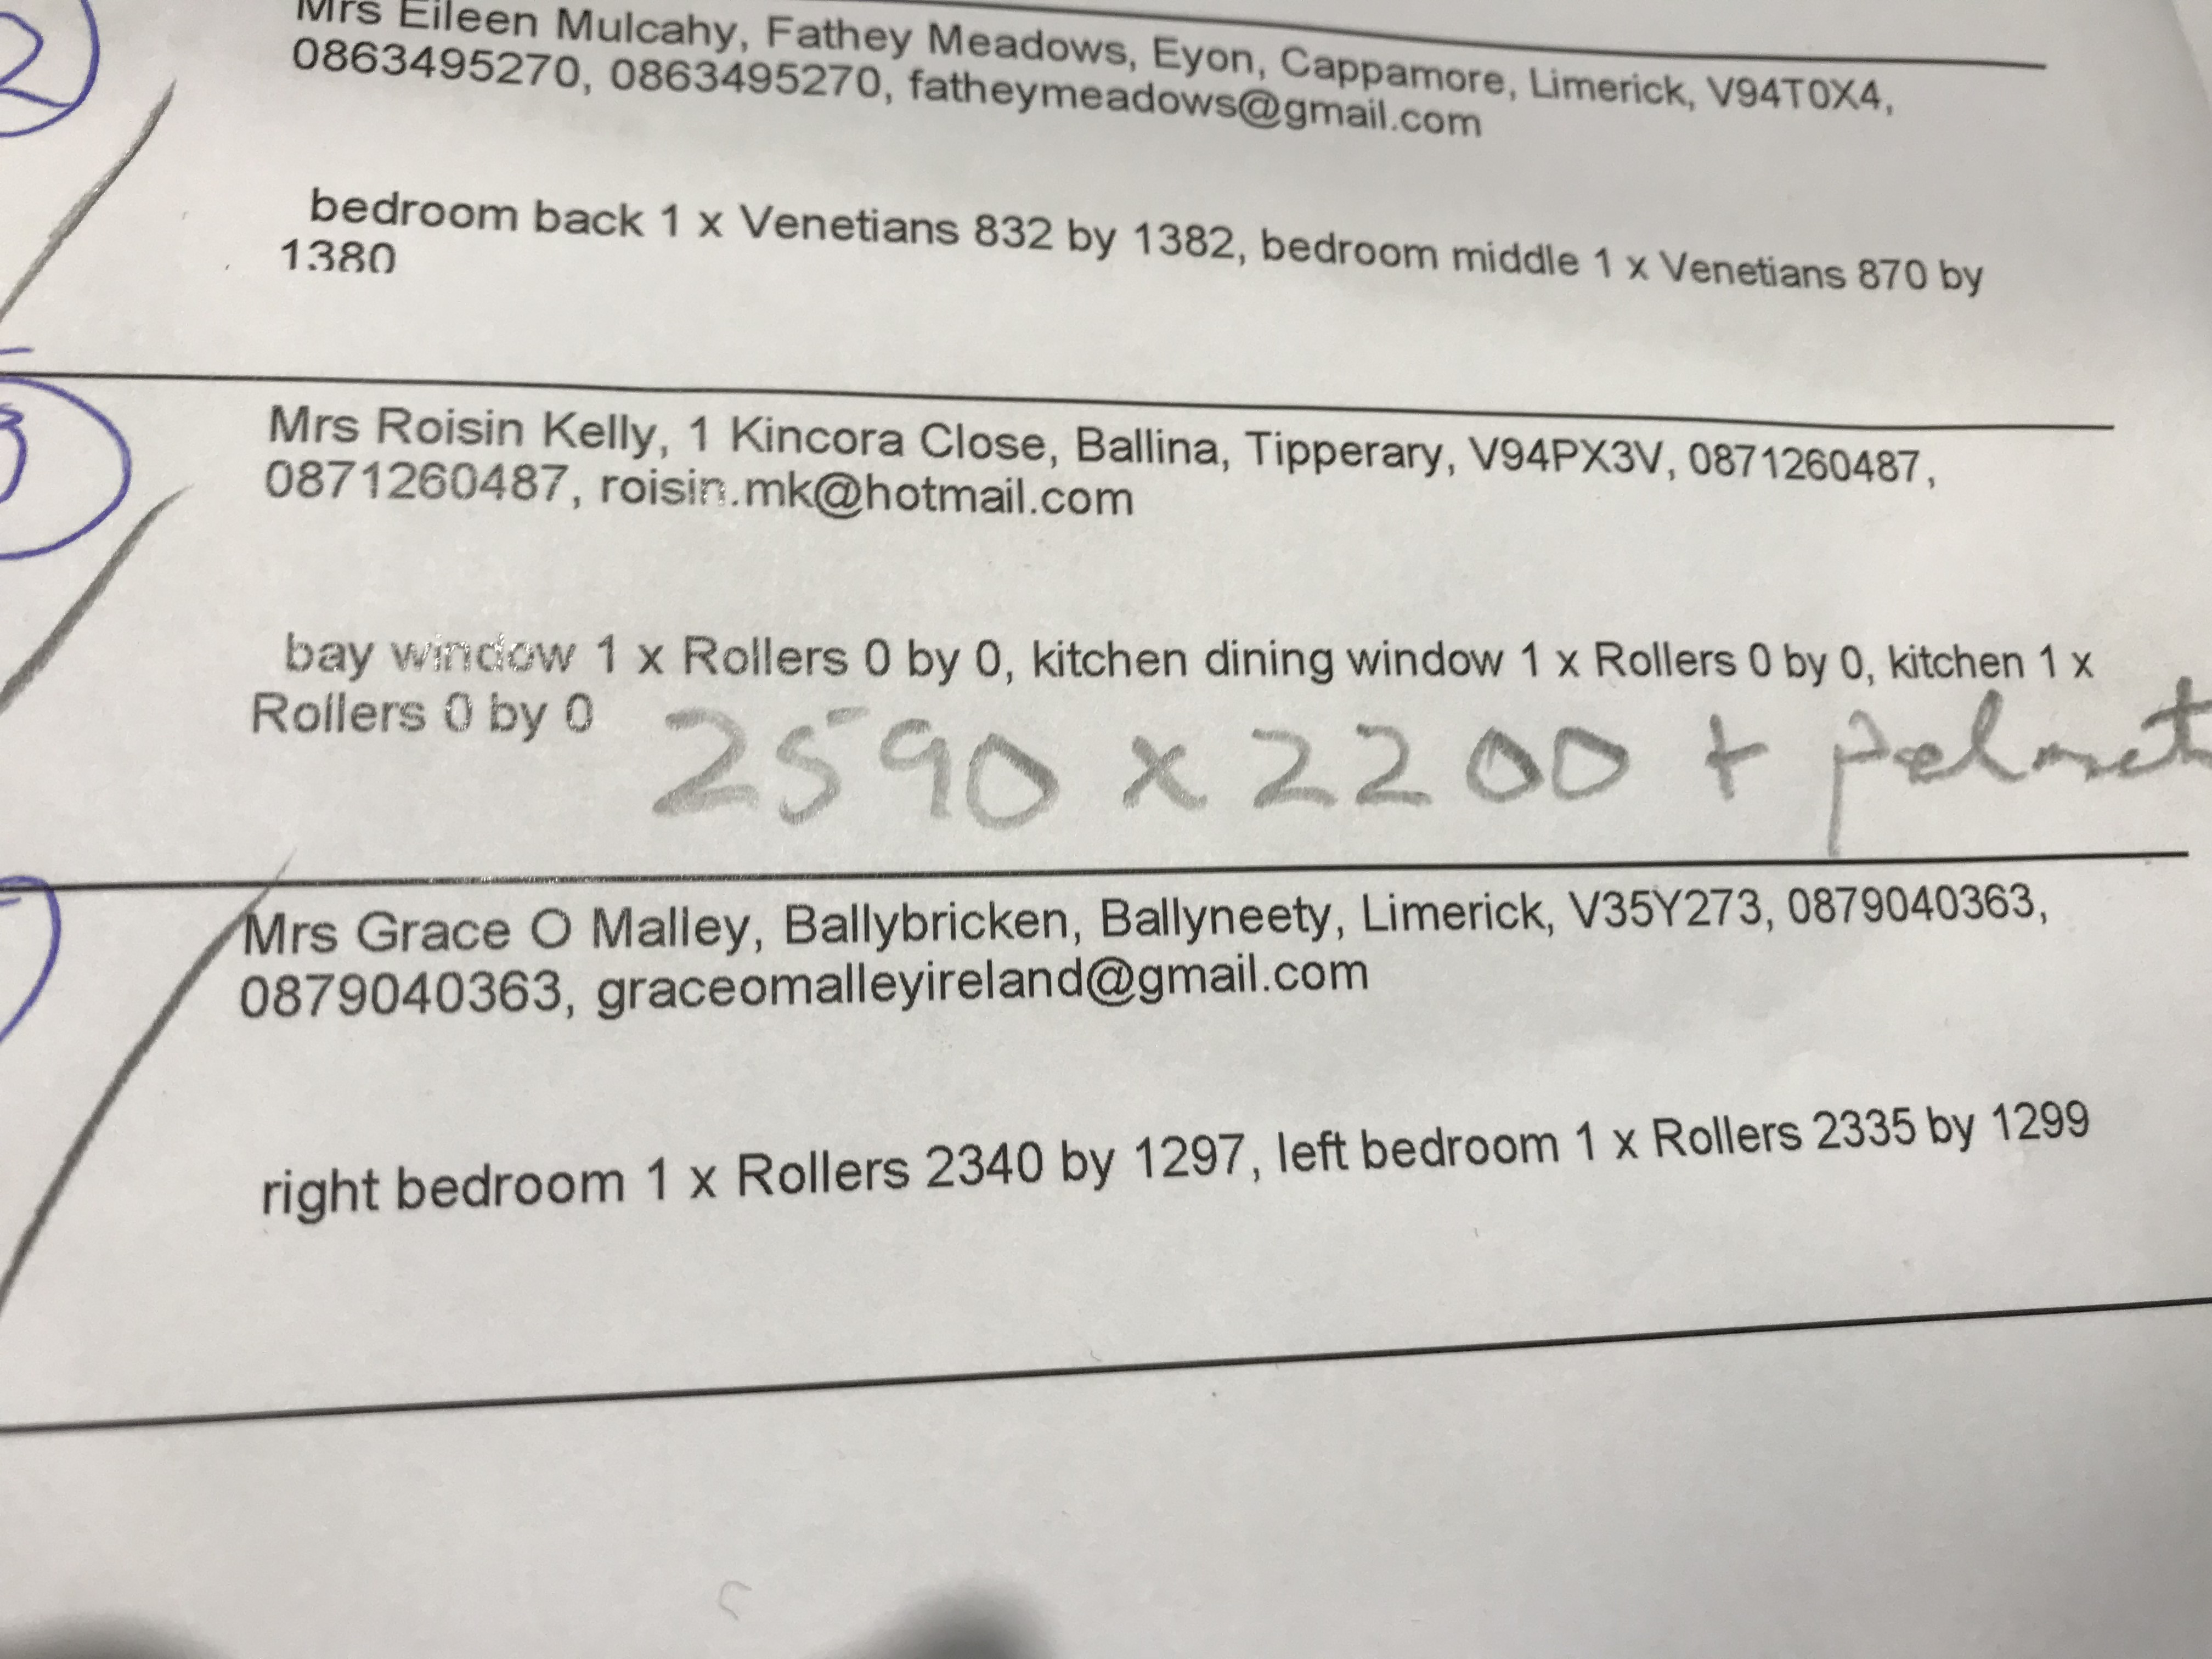 2
Mrs Eileen Mulcahy, Fathey Meadows, Eyon, Cappamore, Limerick, V94T0X4,
0863495270, 0863495270, fatheymeadows@gmail.com
bedroom back 1 x Venetians 832 by 1382, bedroom middle 1 x Venetians 870 by
1380
3
Mrs Roisin Kelly, 1 Kincora Close, Ballina, Tipperary, V94PX3V, 0871260487,
0871260487, roisin.mk@hotmail.com
bay window 1 x Rollers 0 by 0, kitchen dining window 1 x Rollers 0 by 0, kitchen 1 x
Rollers 0 by 0
2590 x 2200 + pelmet
Mrs Grace O Malley, Ballybricken, Ballyneety, Limerick, V35Y273, 0879040363,
0879040363, graceomalleyireland@gmail.com
right bedroom 1 x Rollers 2340 by 1297, left bedroom 1 x Rollers 2335 by 1299